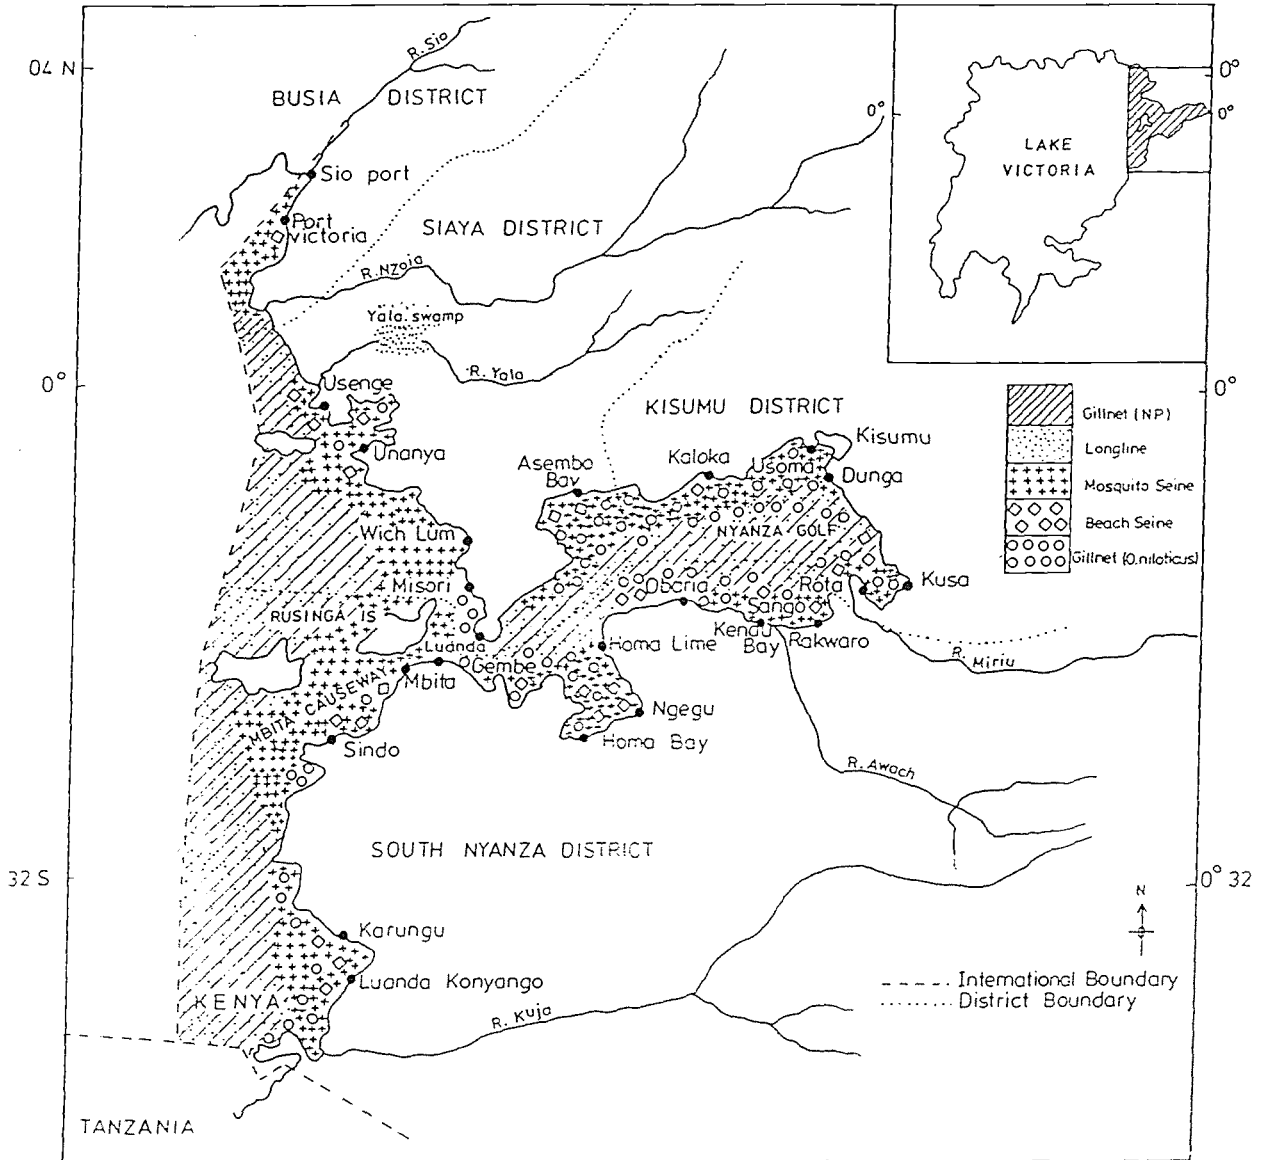 R. Sio
04 N
BUSIA DISTRICT
0°
0°
0°
LAKE
VICTORIA
Sio port
Port
victoria
SIAYA DISTRICT
R. Nzoia
Yala swamp
R. Yala
0°
0°
Usenge
KISUMU DISTRICT
Gillnet (NP)
Longline
Mosquito Seine
Beach Seine
Gillnet (O.niloticus)
Unanya
Asembo
Bay
Kaloka
Usoma
Kisumu
Dunga
Wich Lum
NYANZA GOLF
Misori
Oboria
Rota
Kusa
RUSINGA IS
Sango
Luanda
Homa Lime
Kendu
Bay
Rakwaro
R. Miriu
Gembe
Mbita
MBITA CAUSEWAY
Ngegu
Homa Bay
Sindo
R. Awach
SOUTH NYANZA DISTRICT
32 S
0° 32
N
Karungu
Luanda Konyango
KENYA
International Boundary
District Boundary
R. Kuja
TANZANIA